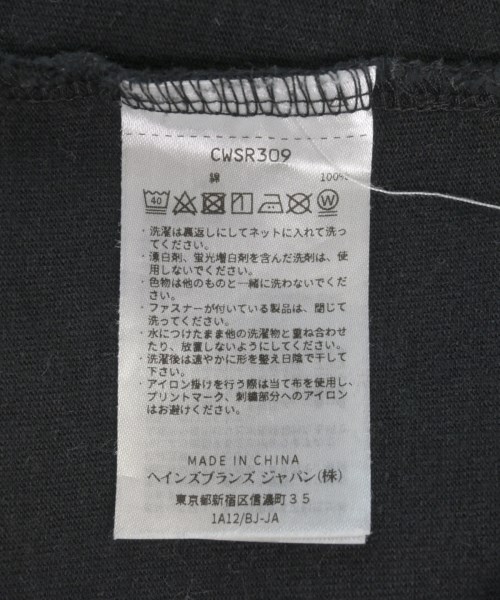 CWSR309
綿 100%
40
W
・洗濯は裏返しにしてネットに入れて洗っ
てください。
・漂白剤、蛍光増白剤を含んだ洗剤は、使
用しないでください。
・色物は他のものと一緒に洗わないでくだ
さい。
・ファスナーが付いている製品は、閉じて
洗ってください。
・水につけたまま他の洗濯物と重ね合わせ
たり、放置しないようにしてください。
・洗濯後は速やかに形を整え日陰で干して
下さい。
・アイロン掛けを行う際は当て布を使用し、
プリントマーク、刺繍部分へのアイロン
はお避けください。
MADE IN CHINA
ヘインズブランズ ジャパン(株)
東京都新宿区信濃町35
1A12/BJ-JA